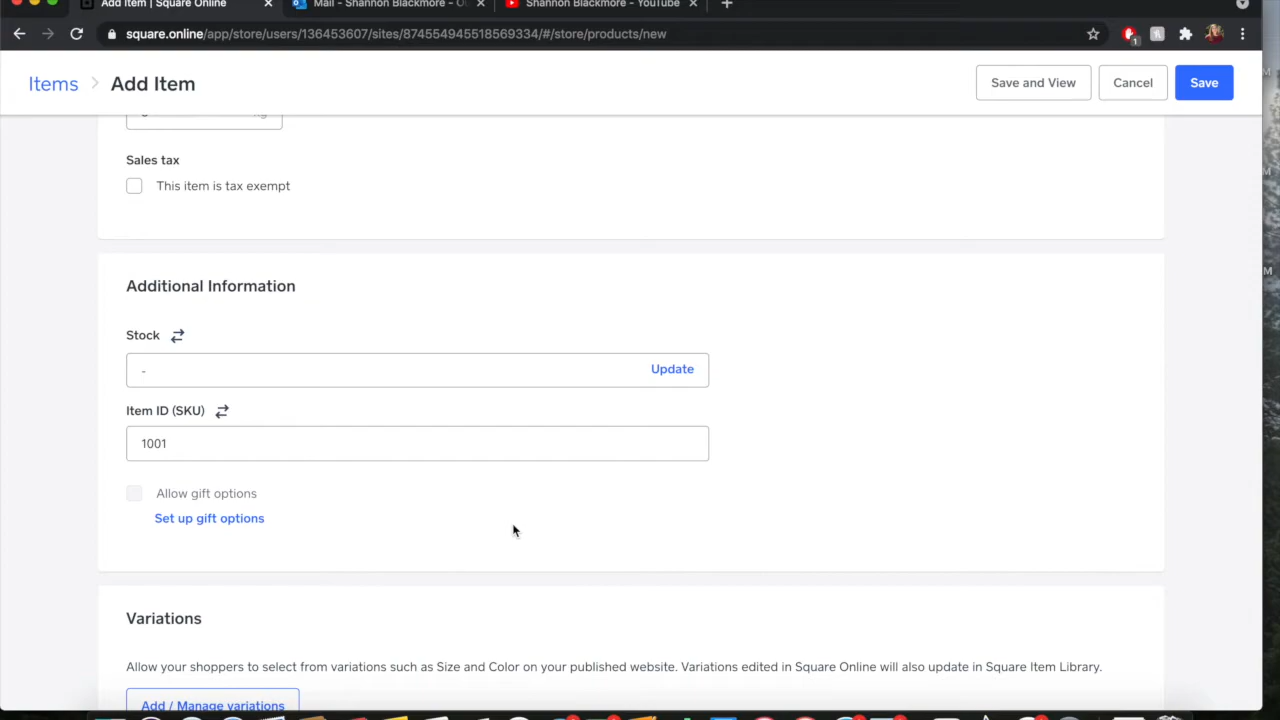 Add Item | Square Online
Mail - Shannon Blackmore - O
Shannon Blackmore - YouTube
square.online/app/store/users/136453607/sites/874554945518569334/#/store/products/new
1
Items
Add Item
Save and View
Cancel
Save
kg
Sales tax
This item is tax exempt
Additional Information
Stock
-
Update
Item ID (SKU)
1001
Allow gift options
Set up gift options
Variations
Allow your shoppers to select from variations such as Size and Color on your published website. Variations edited in Square Online will also update in Square Item Library.
Add / Manage variations
M
M
M